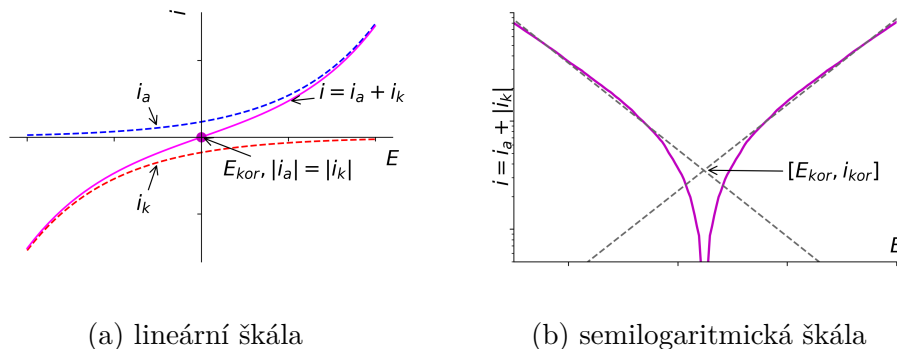 i
i_a
i = i_a + i_k
E
E_kor, |i_a| = |i_k|
i_k
i = i_a + |i_k|
[E_kor, i_kor]
E
(a) lineární škála
(b) semilogaritmická škála